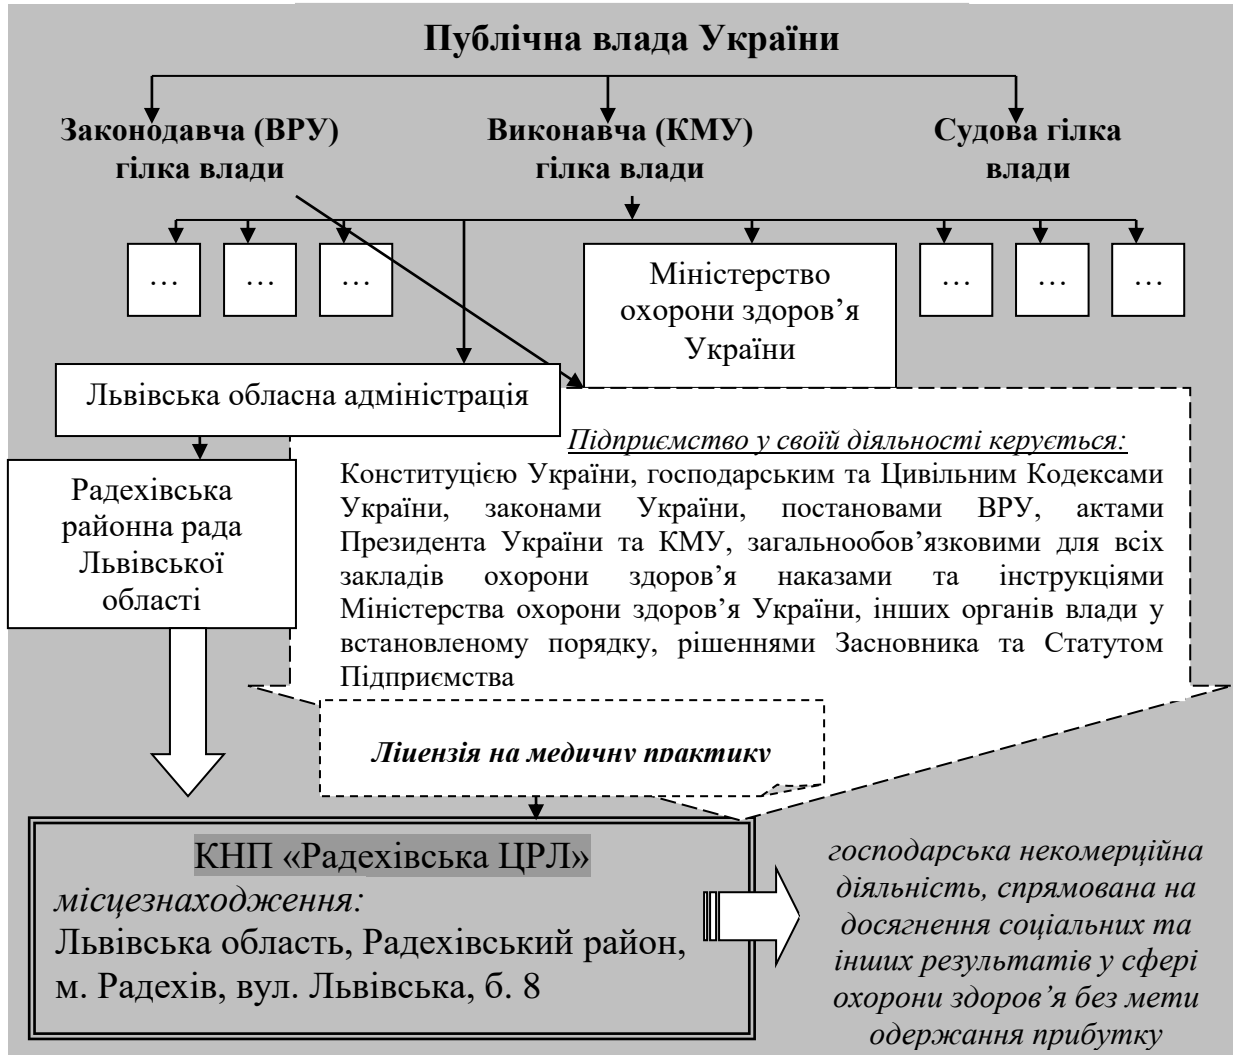 Публічна влада України
Законодавча (ВРУ)
гілка влади
Виконавча (КМУ)
гілка влади
Судова гілка
влади
…
…
…
Міністерство
охорони здоров’я
України
…
…
…
Львівська обласна адміністрація
Радехівська
районна рада
Львівської
області
Підприємство у своїй діяльності керується:
Конституцією України, господарським та Цивільним Кодексами
України, законами України, постановами ВРУ, актами
Президента України та КМУ, загальнообов’язковими для всіх
закладів охорони здоров’я наказами та інструкціями
Міністерства охорони здоров’я України, інших органів влади у
встановленому порядку, рішеннями Засновника та Статутом
Підприємства
Ліцензія на медичну практику
КНП «Радехівська ЦРЛ»
місцезнаходження:
Львівська область, Радехівський район,
м. Радехів, вул. Львівська, б. 8
господарська некомерційна
діяльність, спрямована на
досягнення соціальних та
інших результатів у сфері
охорони здоров’я без мети
одержання прибутку